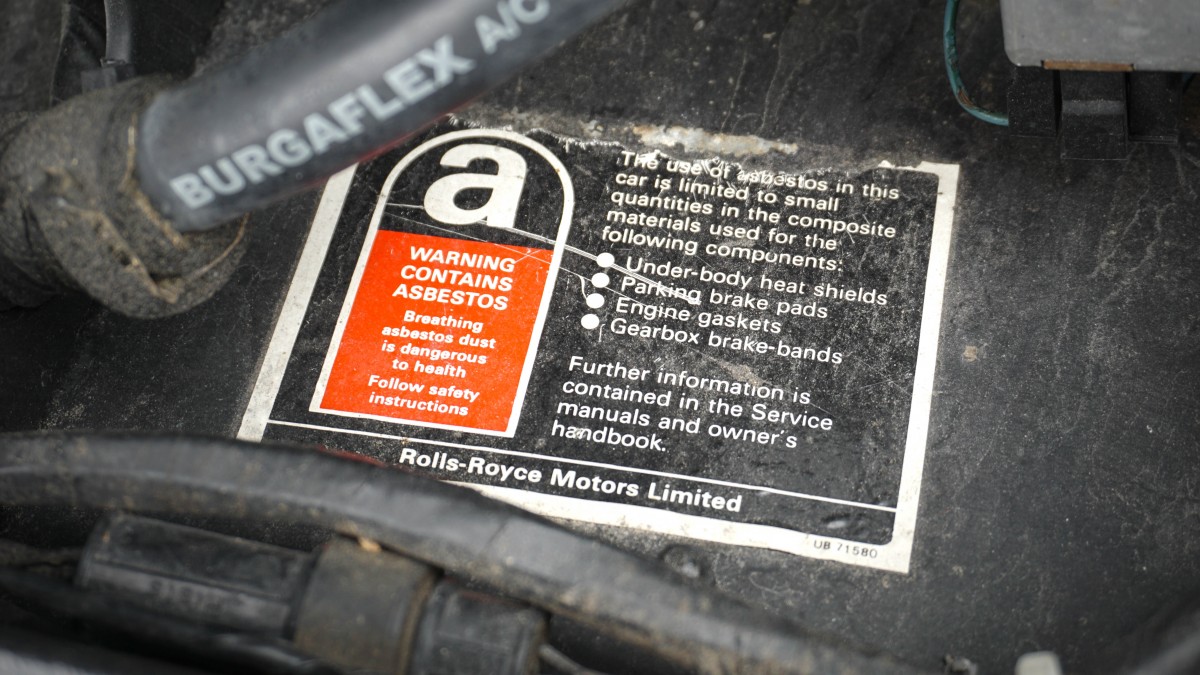 BURGAFLEX A/C
a
WARNING
CONTAINS
ASBESTOS
Breathing
asbestos dust
is dangerous
to health
Follow safety
instructions
The use of asbestos in this
car is limited to small
quantities in the composite
materials used for the
following components:
Under-body heat shields
Parking brake pads
Engine gaskets
Gearbox brake-bands
Further information is
contained in the Service
manuals and owner's
handbook.
Rolls-Royce Motors Limited
UB 71580